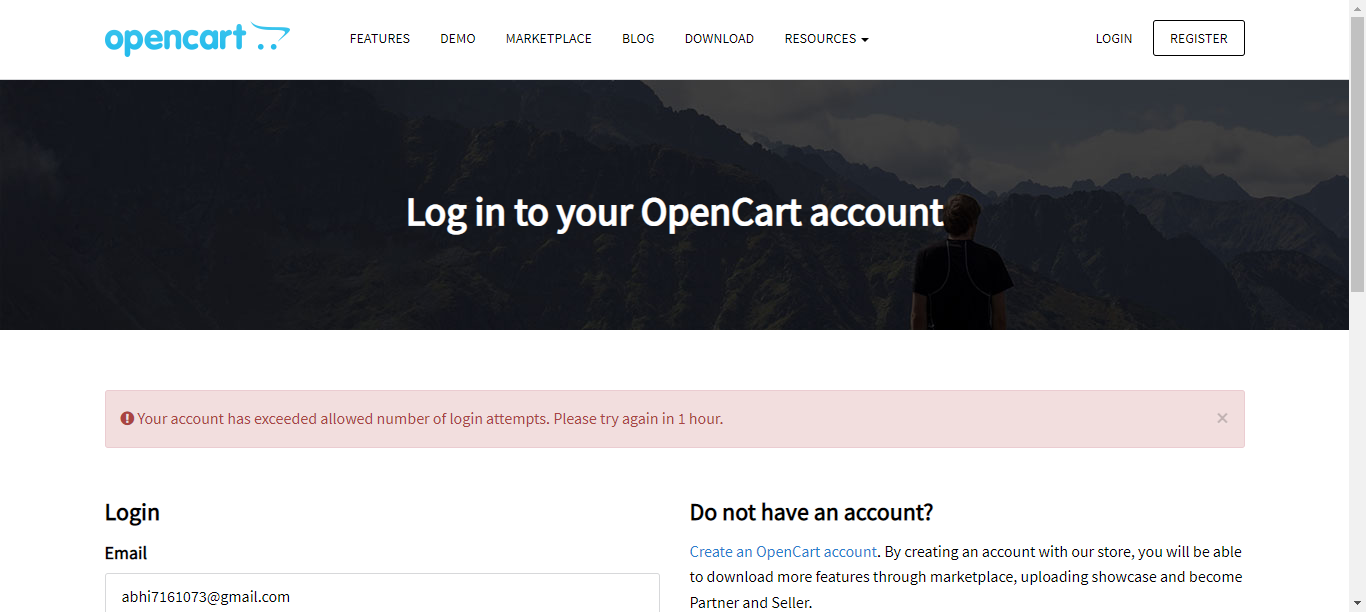 opencart
FEATURES DEMO MARKETPLACE BLOG DOWNLOAD RESOURCES LOGIN REGISTER
Log in to your OpenCart account
Your account has exceeded allowed number of login attempts. Please try again in 1 hour. ×
Login
Email
abhi7161073@gmail.com
Do not have an account?
Create an OpenCart account. By creating an account with our store, you will be able
to download more features through marketplace, uploading showcase and become
Partner and Seller.